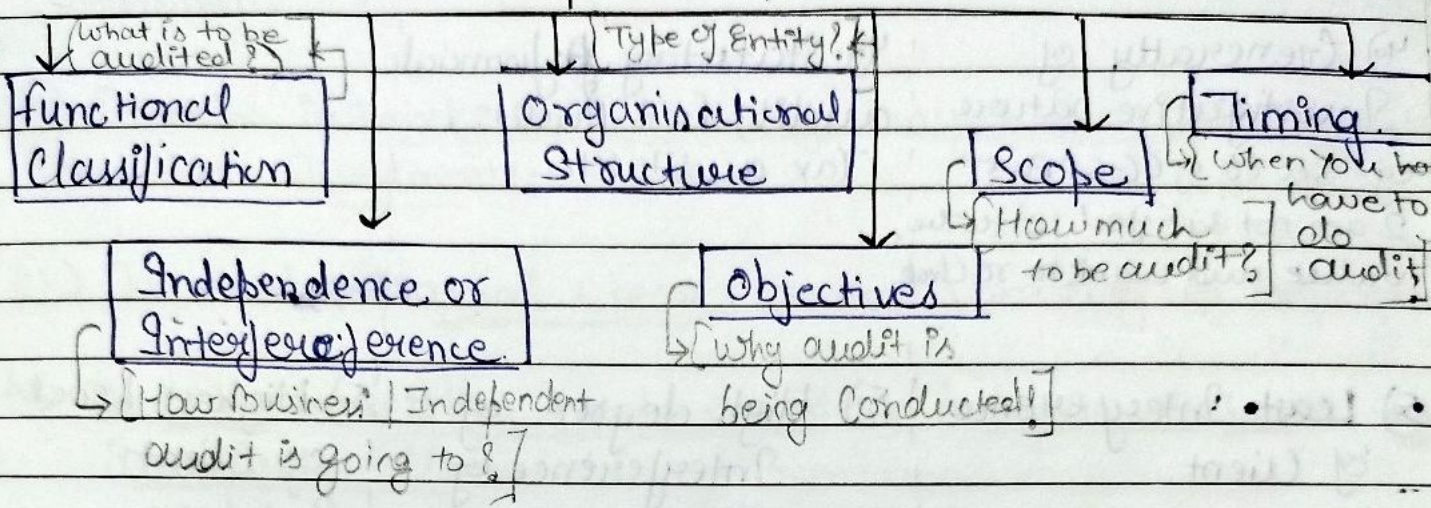 [What is to be
audited?]
functional
Classification
[Type of Entity?]
Organisational
Structure
Scope
[How much
to be audit?]
Timing.
[When You ho
have to
do
audit]
Independence or
[How Business | Independent
audit is going to ?]
Objectives
[Why audit is
being Conducted!]